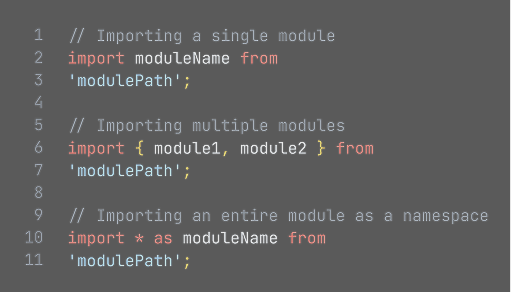 1 // Importing a single module
2 import moduleName from
3 'modulePath';
4
5 // Importing multiple modules
6 import { module1, module2 } from
7 'modulePath';
8
9 // Importing an entire module as a namespace
10 import * as moduleName from
11 'modulePath';